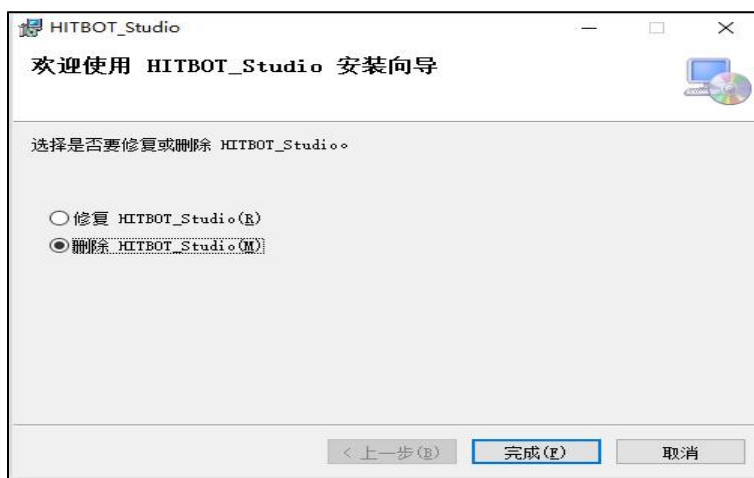 HITBOT_Studio
欢迎使用 HITBOT_Studio 安装向导
选择是否要修复或删除 HITBOT_Studio。
修复 HITBOT_Studio(R)
删除 HITBOT_Studio(M)
< 上一步(B) 完成(F) 取消